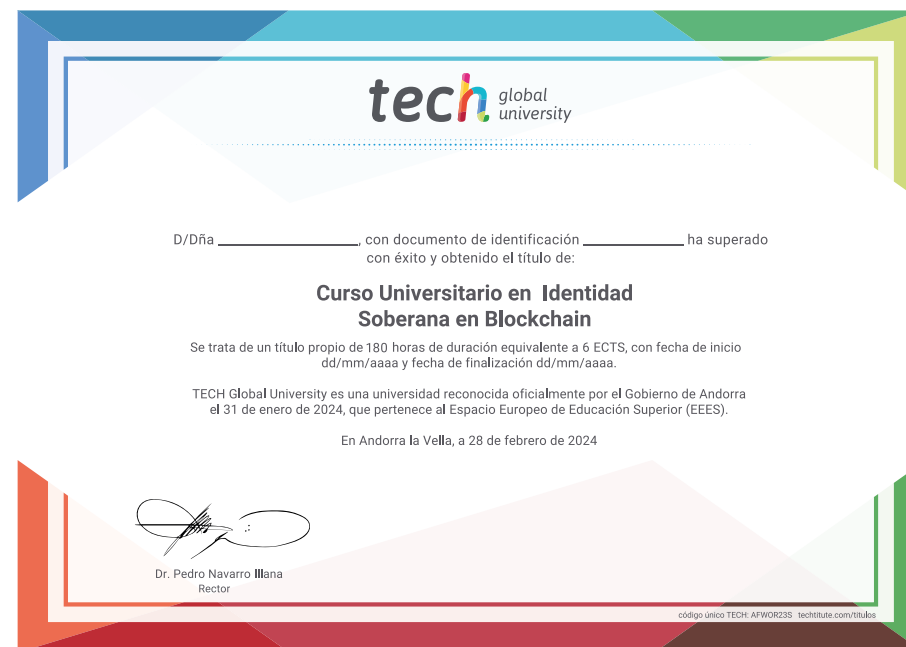 tech global university
D/Dña ____________________, con documento de identificación ______________ ha superado
con éxito y obtenido el título de:
Curso Universitario en Identidad
Soberana en Blockchain
Se trata de un título propio de 180 horas de duración equivalente a 6 ECTS, con fecha de inicio
dd/mm/aaaa y fecha de finalización dd/mm/aaaa.
TECH Global University es una universidad reconocida oficialmente por el Gobierno de Andorra
el 31 de enero de 2024, que pertenece al Espacio Europeo de Educación Superior (EEES).
En Andorra la Vella, a 28 de febrero de 2024
Dr. Pedro Navarro Illana
Rector
código único TECH: AFWOR23S techtitute.com/titulos